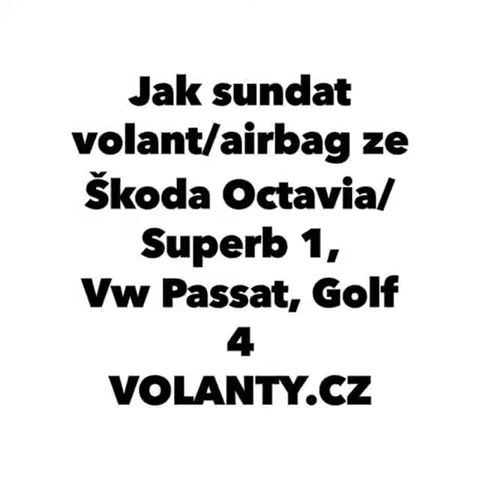 Jak sundat
volant/airbag ze
Škoda Octavia/
Superb 1,
Vw Passat, Golf
4
VOLANTY.CZ